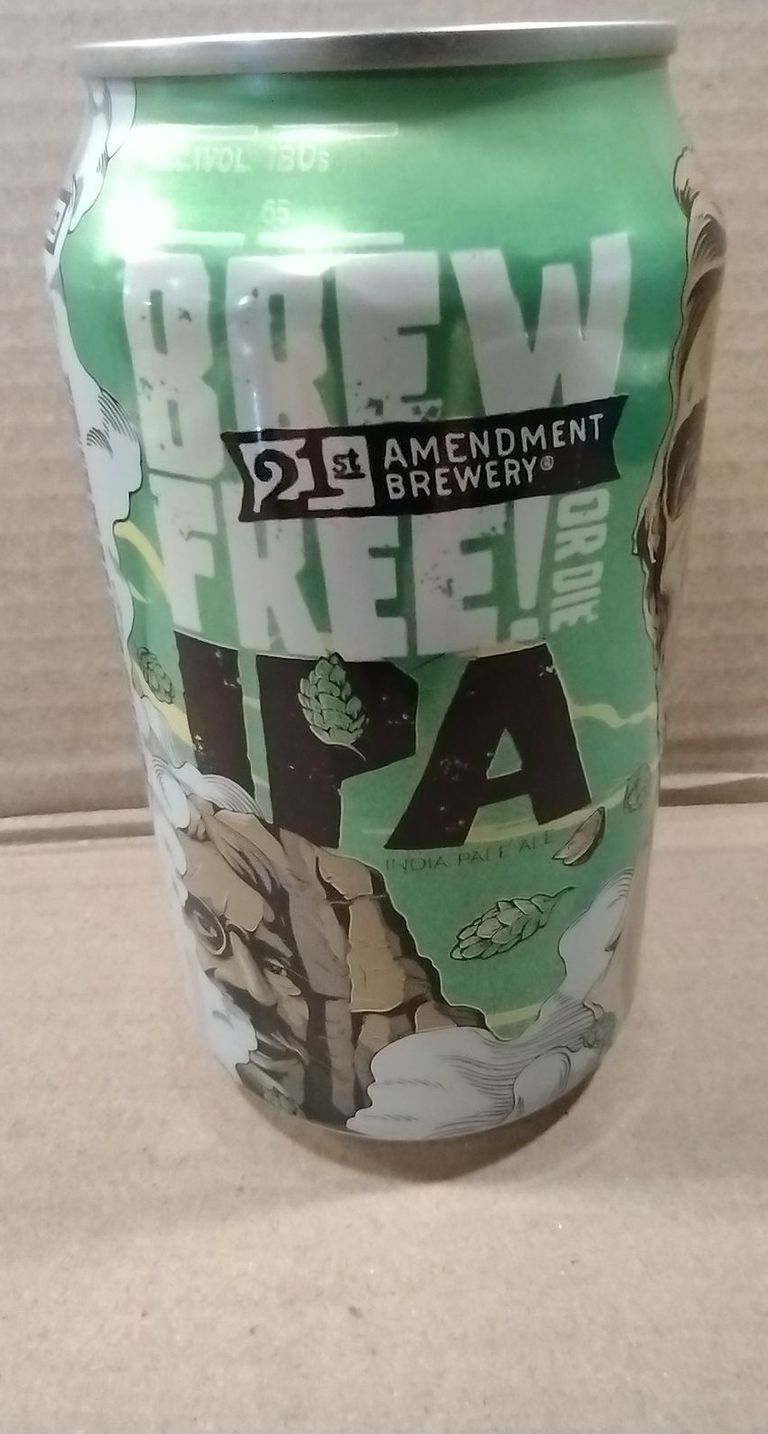 IBUs
65
BREW
21st AMENDMENT
BREWERY®
FREE!
OR DIE
IPA
INDIA PALE ALE